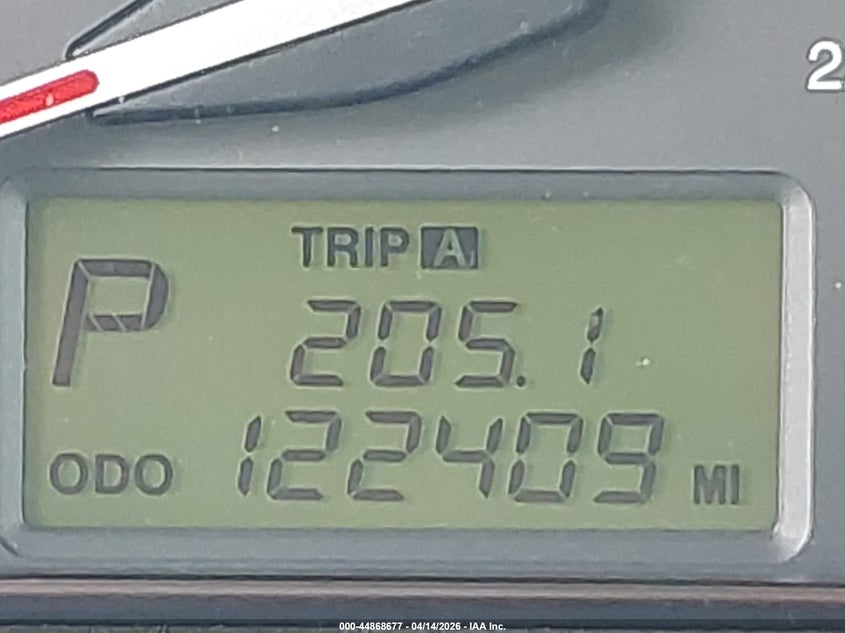 2
TRIP A
P
205.1
ODO 122409 MI
000-44868677 - 04/14/2026 - IAA Inc.